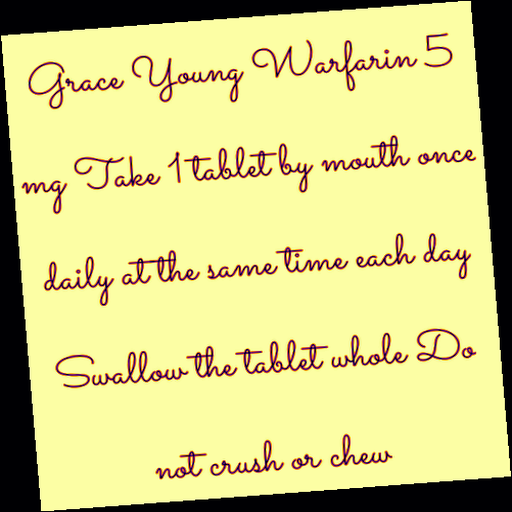 Grace Young Warfarin 5
mg Take 1 tablet by mouth once
daily at the same time each day
Swallow the tablet whole Do
not crush or chew